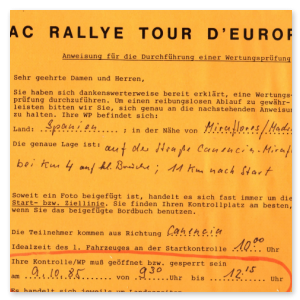 AC RALLYE TOUR D'EUROP
Anweisung für die Durchführung einer Wertungsprüfung
Sehr geehrte Damen und Herren,
Sie haben sich dankenswerterweise bereit erklärt, eine Wertungs-
prüfung durchzuführen. Um einen reibungslosen Ablauf zu gewähr-
leisten bitten wir Sie, sich genau an die nachstehenden Anweisu
zu halten. Ihre WP befindet sich:
Land: Spanien ; in der Nähe von Miraflores/Madr
Die genaue Lage ist: auf der Canencia-Miraf
bei Km 4 auf kl. Brücke; 11 km nach Start
Soweit ein Foto beigefügt ist, handelt es sich fast immer um die
Start- bzw. Ziellinie. Sie finden Ihren Kontrollplatz am besten,
wenn Sie das beigefügte Bordbuch benutzen.
Die Teilnehmer kommen aus Richtung Canencia
Idealzeit des 1. Fahrzeugs an der Startkontrolle 10.00 Uhr
Ihre Kontrolle/WP muß geöffnet bzw. gesperrt sein
am 9.10.85 von 9.30 Uhr bis 12.15 Uhr